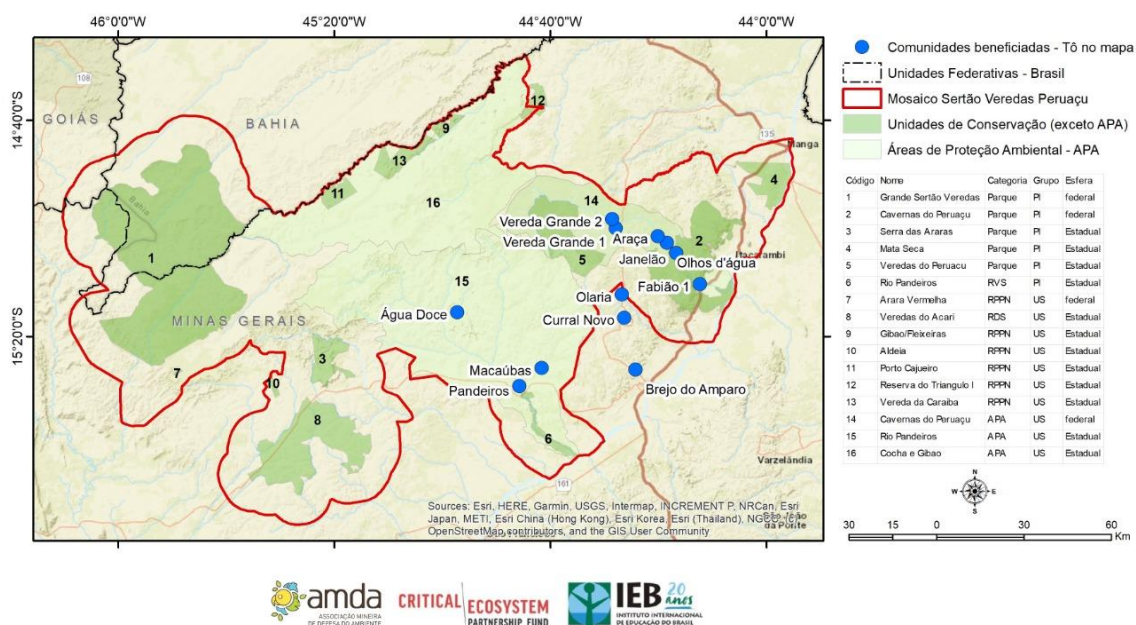 46°0'0"W
45°20'0"W
44°40'0"W
44°0'0"W
14°40'0"S
15°20'0"S
GOIÁS
BAHIA
MINAS GERAIS
108
135
161
Bahia
Manga
Itacarambi
Varzelândia
12
9
13
11
16
14
4
1
2
5
15
3
7
10
8
6
Vereda Grande 2
Vereda Grande 1
Araça
Janelão
Olhos d'água
Fabião 1
Olaria
Água Doce
Curral Novo
Macaúbas
Pandeiros
Brejo do Amparo
Sources: Esri, HERE, Garmin, USGS, Intermap, INCREMENT P, NRCan, Esri
Japan, METI, Esri China (Hong Kong), Esri Korea, Esri (Thailand), NGCC, (c)
OpenStreetMap contributors, and the GIS User Community
Comunidades beneficiadas - Tô no mapa
Unidades Federativas - Brasil
Mosaico Sertão Veredas Peruaçu
Unidades de Conservação (exceto APA)
Áreas de Proteção Ambiental - APA
Código Nome Categoria Grupo Esfera
1 Grande Sertão Veredas Parque PI federal
2 Cavernas do Peruaçu Parque PI federal
3 Serra das Araras Parque PI Estadual
4 Mata Seca Parque PI Estadual
5 Veredas do Peruacu Parque PI Estadual
6 Rio Pandeiros RVS PI Estadual
7 Arara Vermelha RPPN US federal
8 Veredas do Acari RDS US Estadual
9 Gibao/Fleixeiras RPPN US Estadual
10 Aldeia RPPN US Estadual
11 Porto Cajueiro RPPN US Estadual
12 Reserva do Triangulo I RPPN US Estadual
13 Vereda da Caraiba RPPN US Estadual
14 Cavernas do Peruaçu APA US federal
15 Rio Pandeiros APA US Estadual
16 Cocha e Gibao APA US Estadual
N
W E
S
30 15 0 30 60
Km
amda
ASSOCIAÇÃO MINEIRA
DE DEFESA DO AMBIENTE
CRITICAL ECOSYSTEM
PARTNERSHIP FUND
IEB 20 anos
INSTITUTO INTERNACIONAL
DE EDUCAÇÃO DO BRASIL